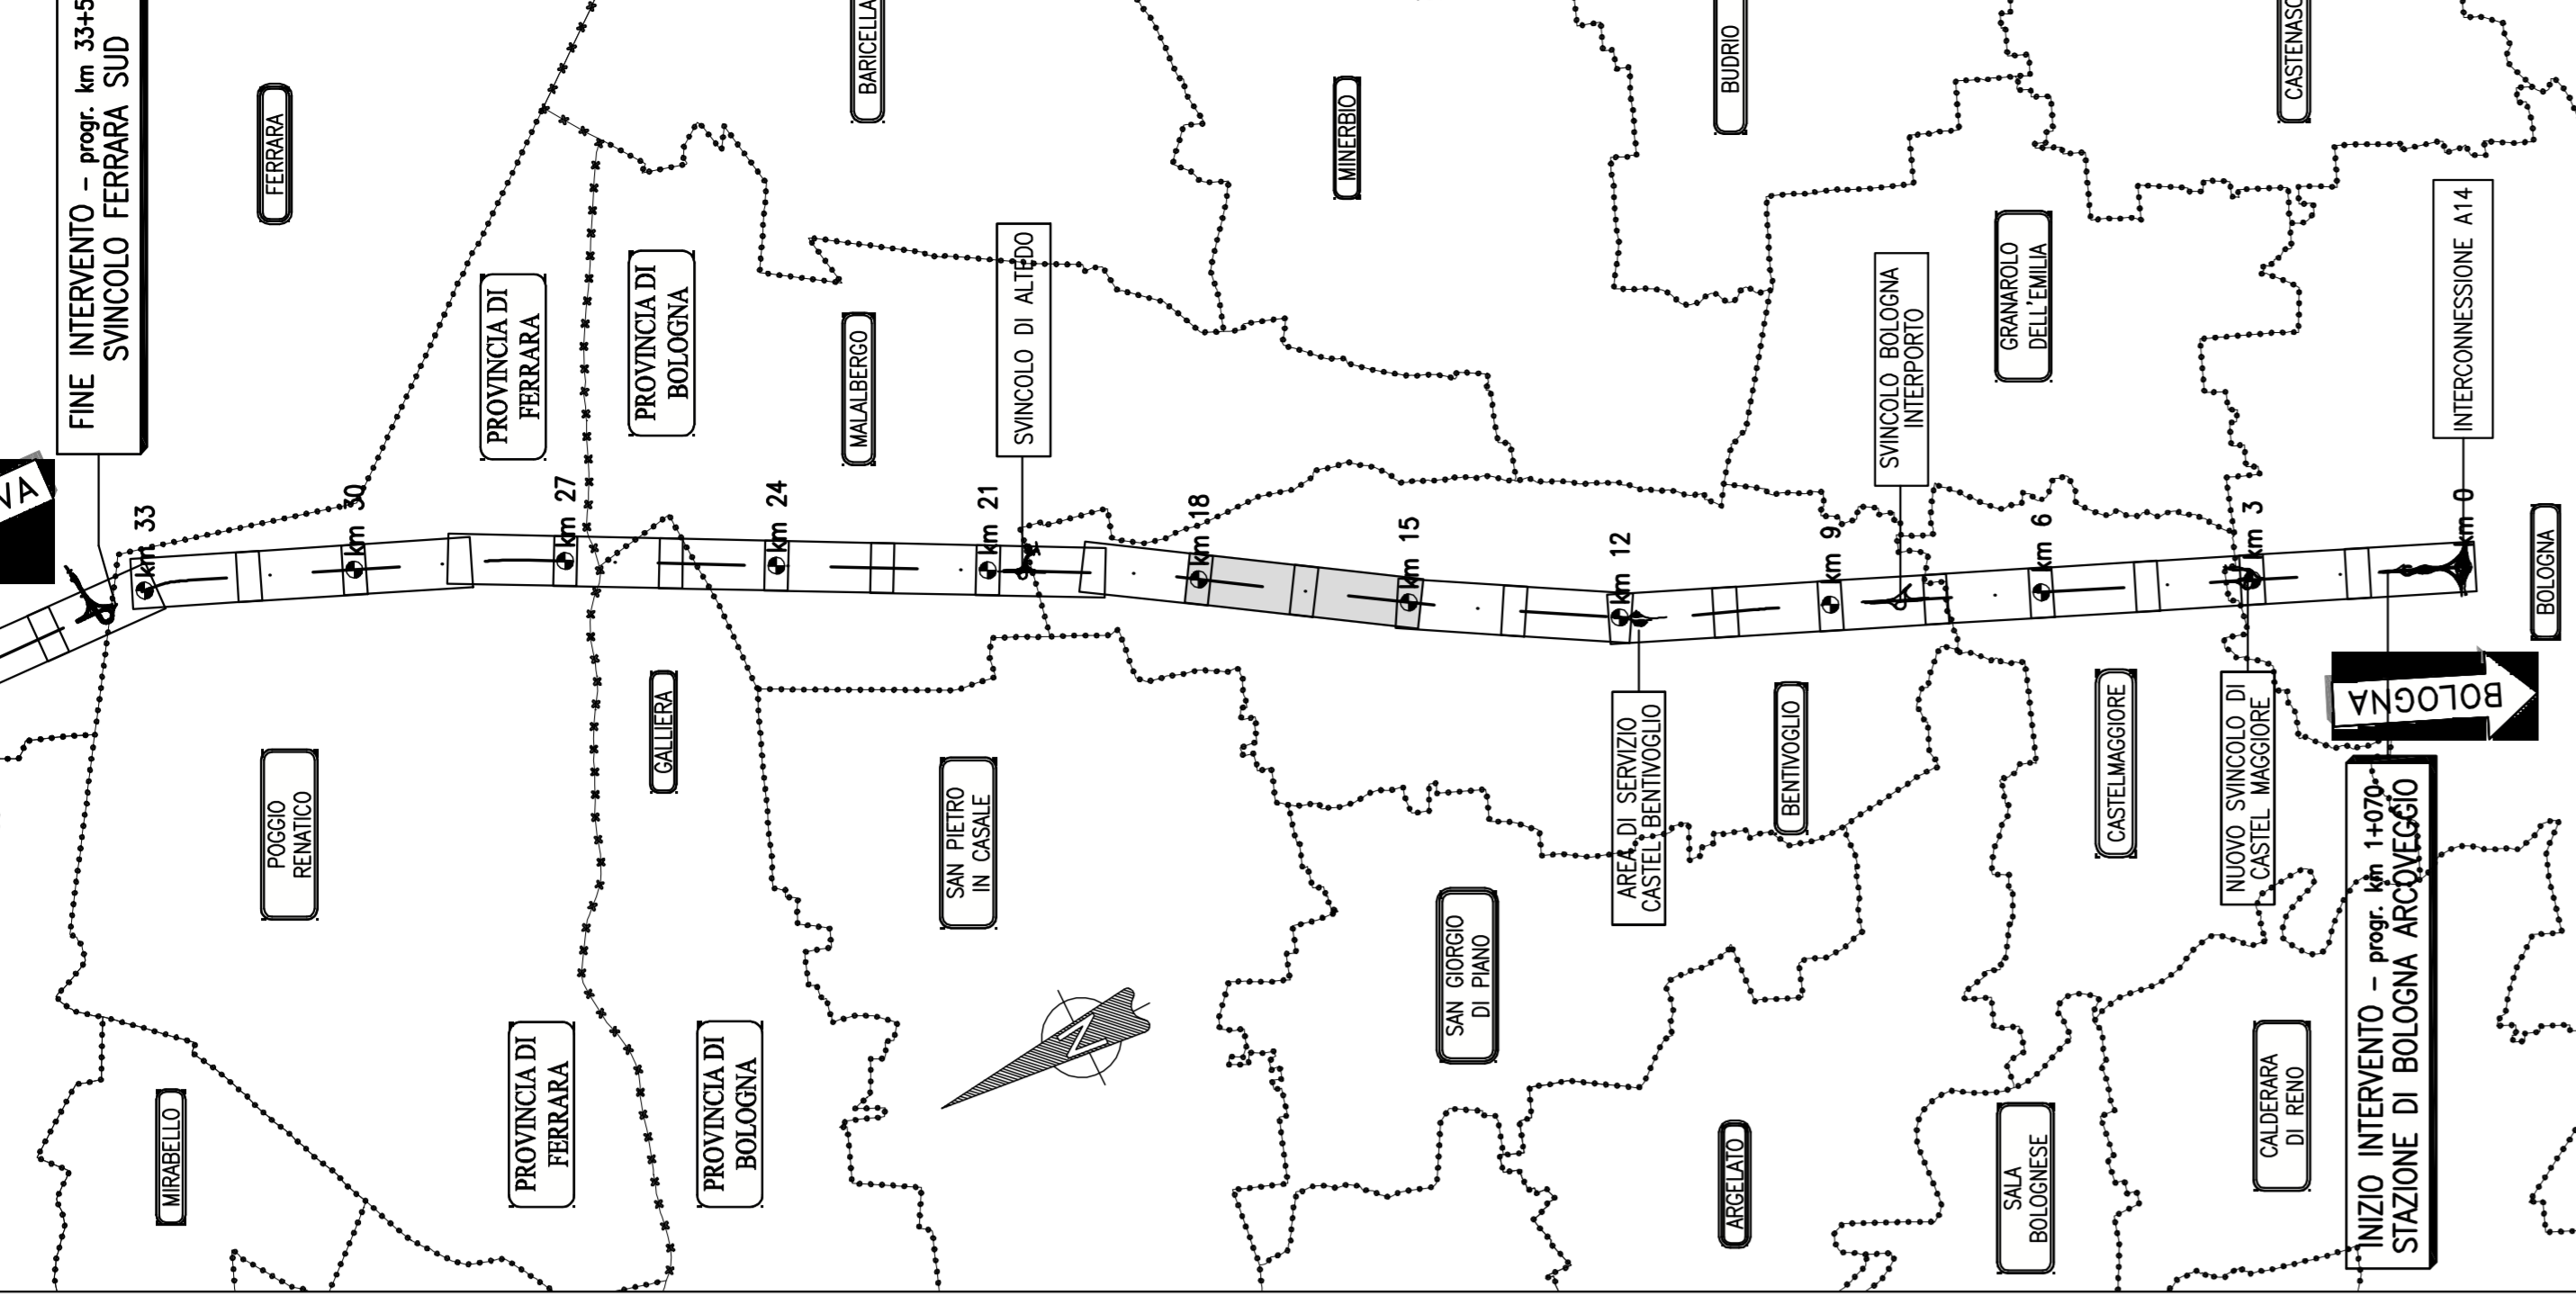 FINE INTERVENTO - progr. km 33+5
SVINCOLO FERRARA SUD
FERRARA
BARICELLA
MINERBIO
BUDRIO
CASTENASO
PROVINCIA DI
FERRARA
PROVINCIA DI
BOLOGNA
MALALBERGO
SVINCOLO DI ALTEDO
SVINCOLO BOLOGNA
INTERPORTO
GRANAROLO
DELL'EMILIA
INTERCONNESSIONE A14
VA
km 33
km 30
km 27
km 24
km 21
km 18
km 15
km 12
km 9
km 6
km 3
km 0
BOLOGNA
BOLOGNA
POGGIO
RENATICO
GALLIERA
SAN PIETRO
IN CASALE
SAN GIORGIO
DI PIANO
AREA DI SERVIZIO
CASTEL BENTIVOGLIO
BENTIVOGLIO
CASTELMAGGIORE
NUOVO SVINCOLO DI
CASTEL MAGGIORE
INIZIO INTERVENTO - progr. km 1+070
STAZIONE DI BOLOGNA ARCOVEGGIO
MIRABELLO
PROVINCIA DI
FERRARA
PROVINCIA DI
BOLOGNA
N
ARGELATO
SALA
BOLOGNESE
CALDERARA
DI RENO